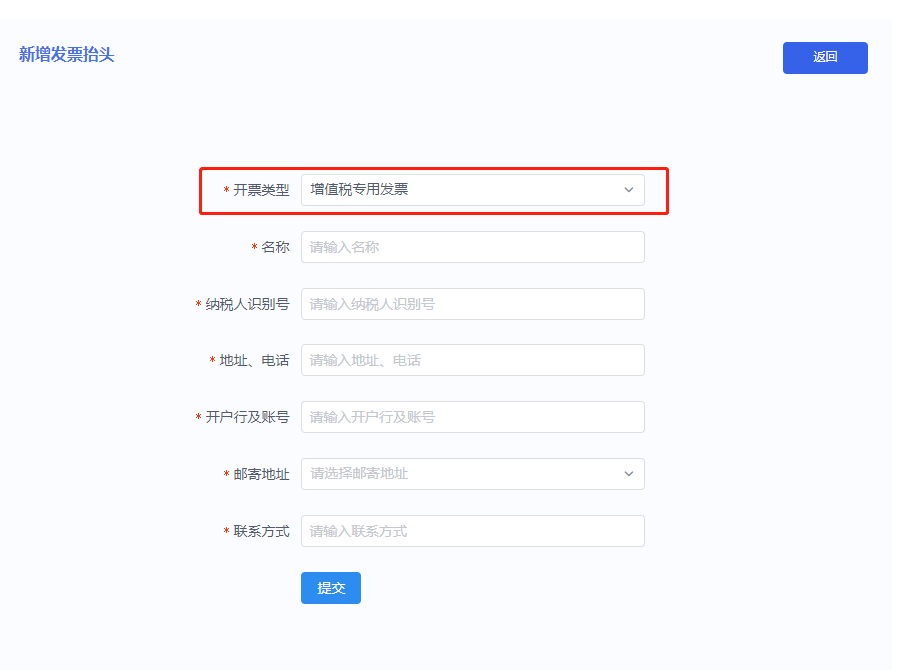 新增发票抬头
返回
* 开票类型 增值税专用发票
* 名称 请输入名称
* 纳税人识别号 请输入纳税人识别号
* 地址、电话 请输入地址、电话
* 开户行及账号 请输入开户行及账号
* 邮寄地址 请选择邮寄地址
* 联系方式 请输入联系方式
提交